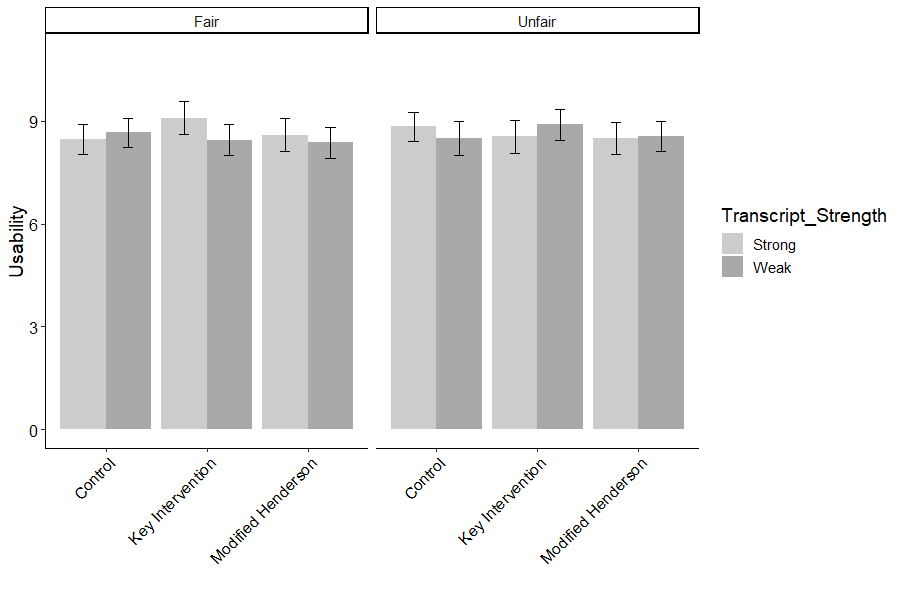 Fair
Unfair
Usability
9
6
3
0
Control
Key Intervention
Modified Henderson
Control
Key Intervention
Modified Henderson
Transcript_Strength
Strong
Weak